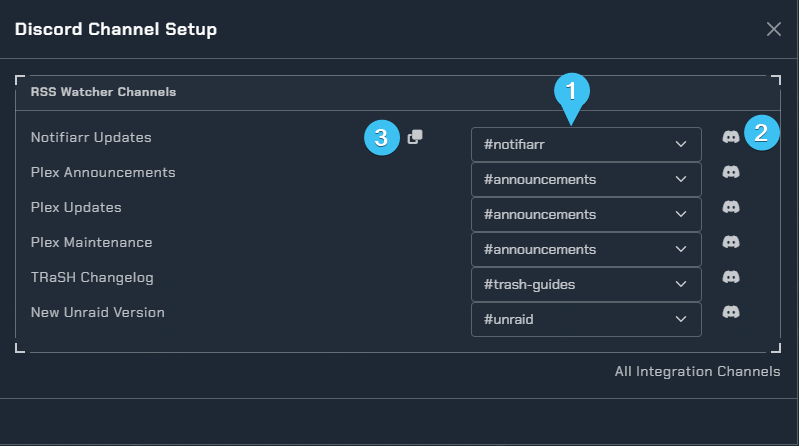 Discord Channel Setup
RSS Watcher Channels
1
Notifiarr Updates 3 #notifiarr 2
Plex Announcements #announcements
Plex Updates #announcements
Plex Maintenance #announcements
TRaSH Changelog #trash-guides
New Unraid Version #unraid
All Integration Channels